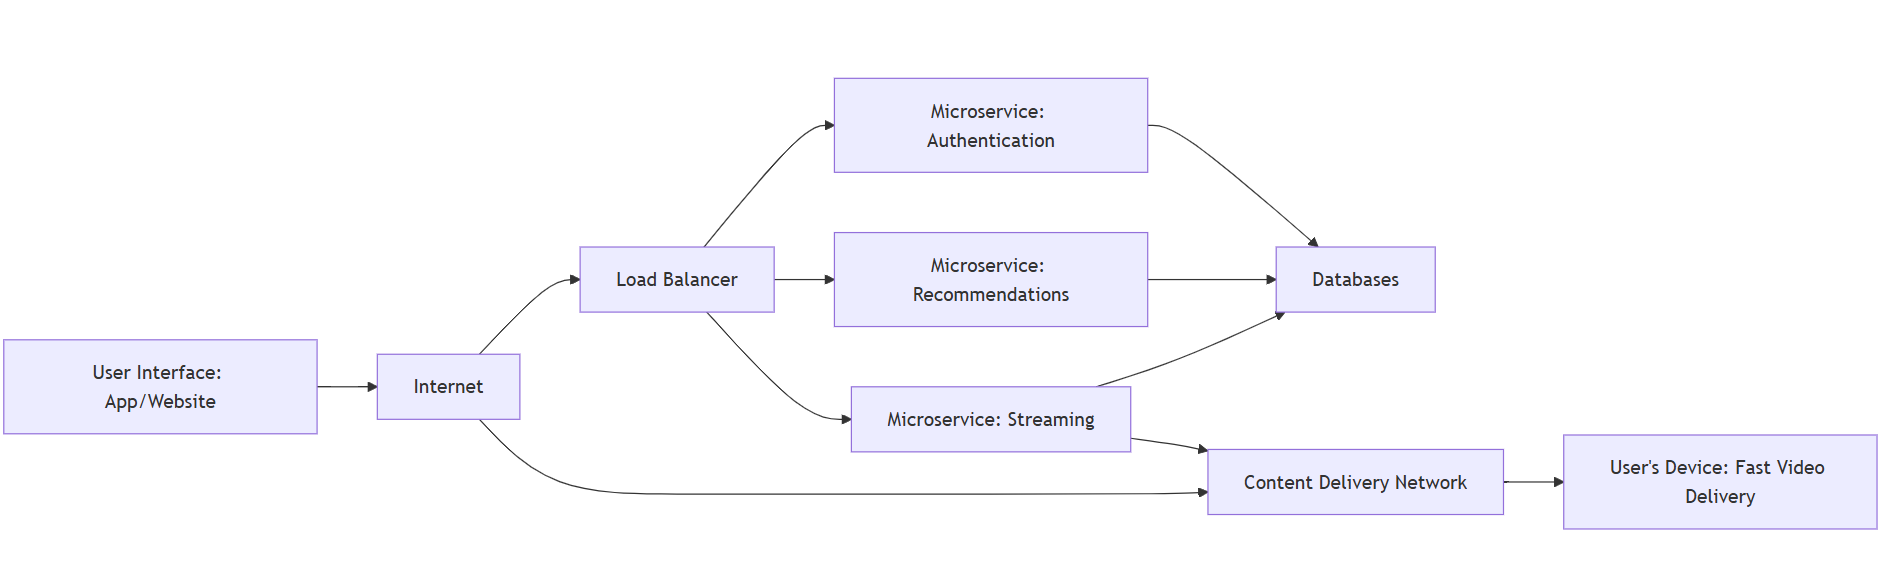 Microservice:
Authentication
Microservice:
Recommendations
Load Balancer
Databases
User Interface:
App/Website
Internet
Microservice: Streaming
Content Delivery Network
User's Device: Fast Video
Delivery